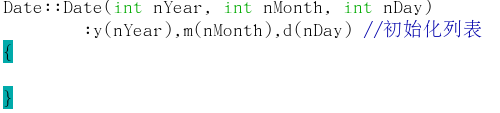 Date::Date(int nYear, int nMonth, int nDay)
:y(nYear),m(nMonth),d(nDay) //初始化列表
{
}